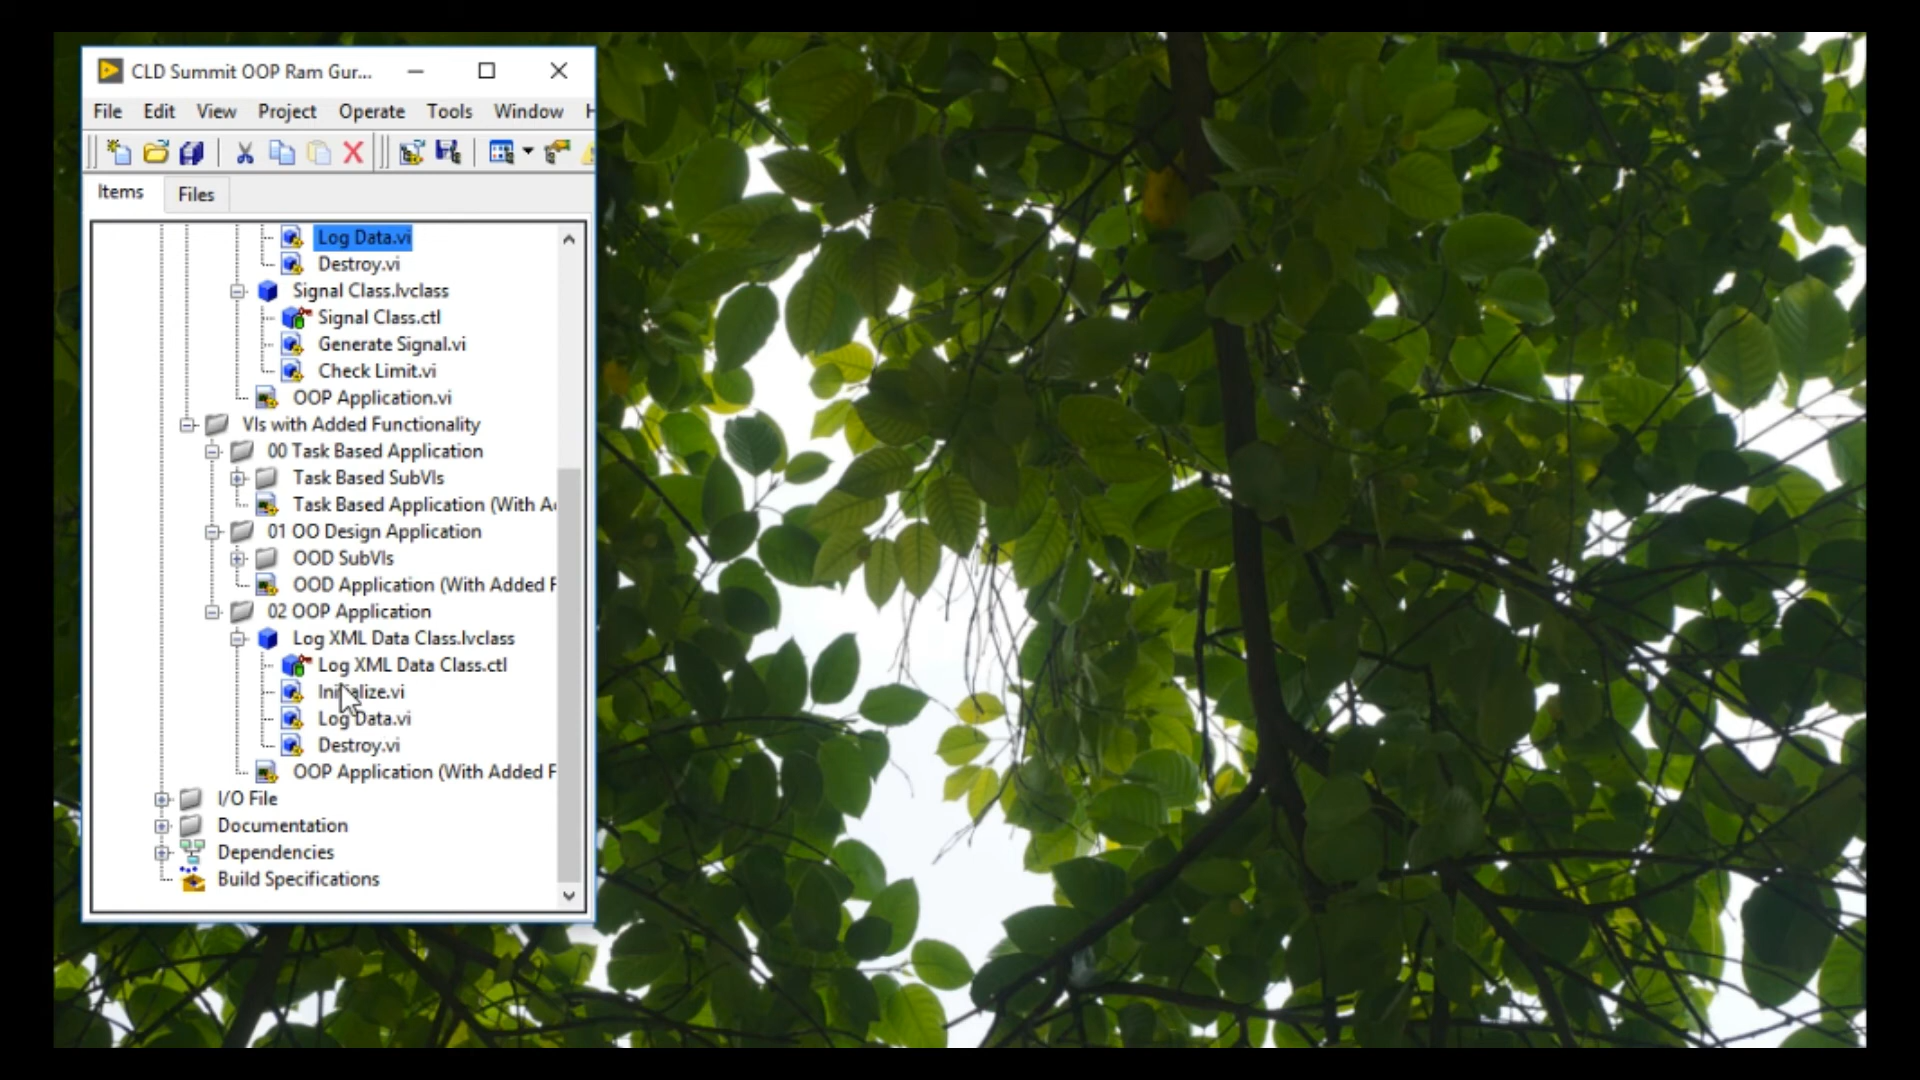 CLD Summit OOP Ram Gur...
File Edit View Project Operate Tools Window H
Items Files
Log Data.vi
Destroy.vi
Signal Class.lvclass
Signal Class.ctl
Generate Signal.vi
Check Limit.vi
OOP Application.vi
VIs with Added Functionality
00 Task Based Application
Task Based SubVIs
Task Based Application (With A
01 OO Design Application
OOD SubVIs
OOD Application (With Added F
02 OOP Application
Log XML Data Class.lvclass
Log XML Data Class.ctl
Initialize.vi
Log Data.vi
Destroy.vi
OOP Application (With Added F
I/O File
Documentation
Dependencies
Build Specifications